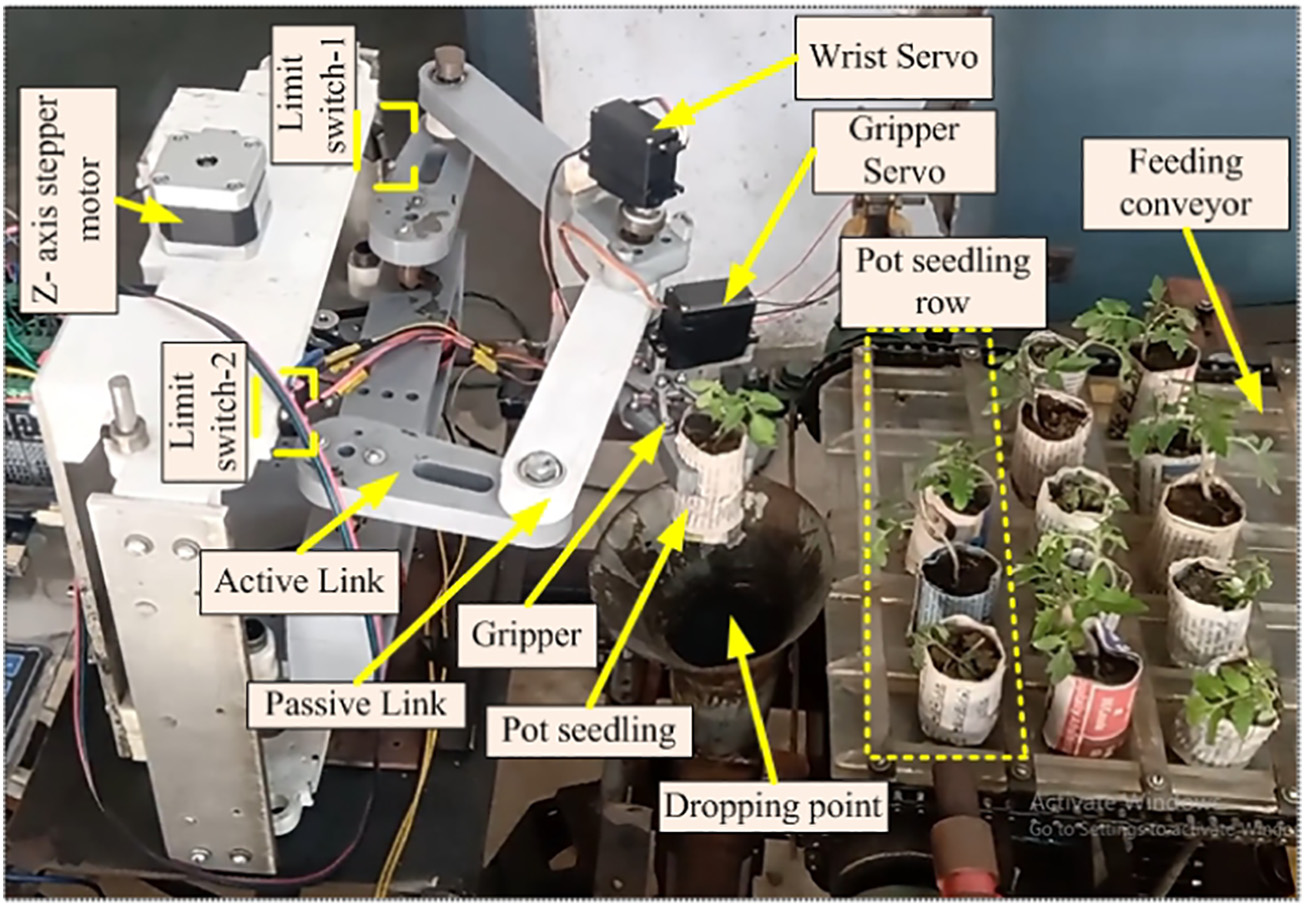 Wrist Servo
Limit
switch-1
Z- axis stepper
motor
Gripper
Servo
Feeding
conveyor
Pot seedling
row
Limit
switch-2
Active Link
Gripper
Passive Link
Pot seedling
Dropping point
Activate Windows
Go to Settings to activate Windo